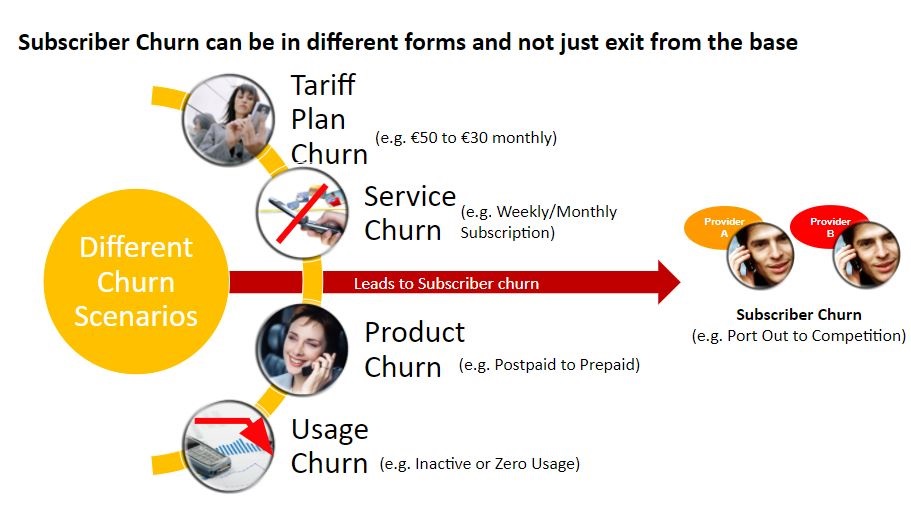 Subscriber Churn can be in different forms and not just exit from the base
Tariff
Plan
Churn
(e.g. €50 to €30 monthly)
Service
Churn
(e.g. Weekly/Monthly
Subscription)
Different
Churn
Scenarios
Leads to Subscriber churn
Product
Churn
(e.g. Postpaid to Prepaid)
Usage
Churn
(e.g. Inactive or Zero Usage)
Provider
A
Provider
B
Subscriber Churn
(e.g. Port Out to Competition)